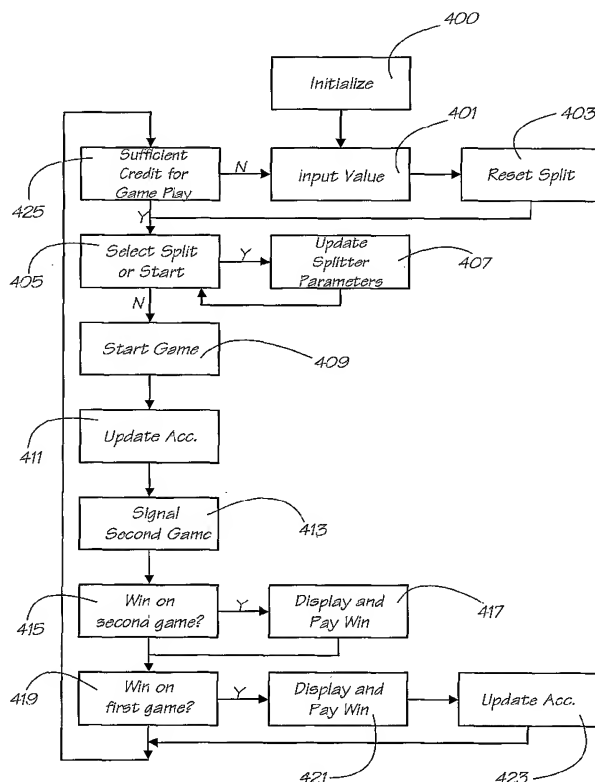 400
Initialize
403
401
Sufficient
Credit for
Game Play
N
input Value
Reset Split
425
Y
Select Split
or Start
Y
Update
Splitter
Parameters
405
407
N
Start Game
409
Update Acc.
411
Signal
Second Game
413
Win on
second game?
Y
Display and
Pay Win
417
415
Win on
first game?
Y
Display and
Pay Win
Update Acc.
419
421
423